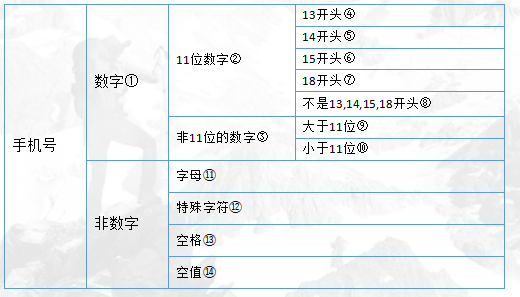 手机号
数字①
11位数字②
13开头④
14开头⑤
15开头⑥
18开头⑦
不是13,14,15,18开头⑧
非11位的数字③
大于11位⑨
小于11位⑩
非数字
字母⑪
特殊字符⑫
空格⑬
空值⑭